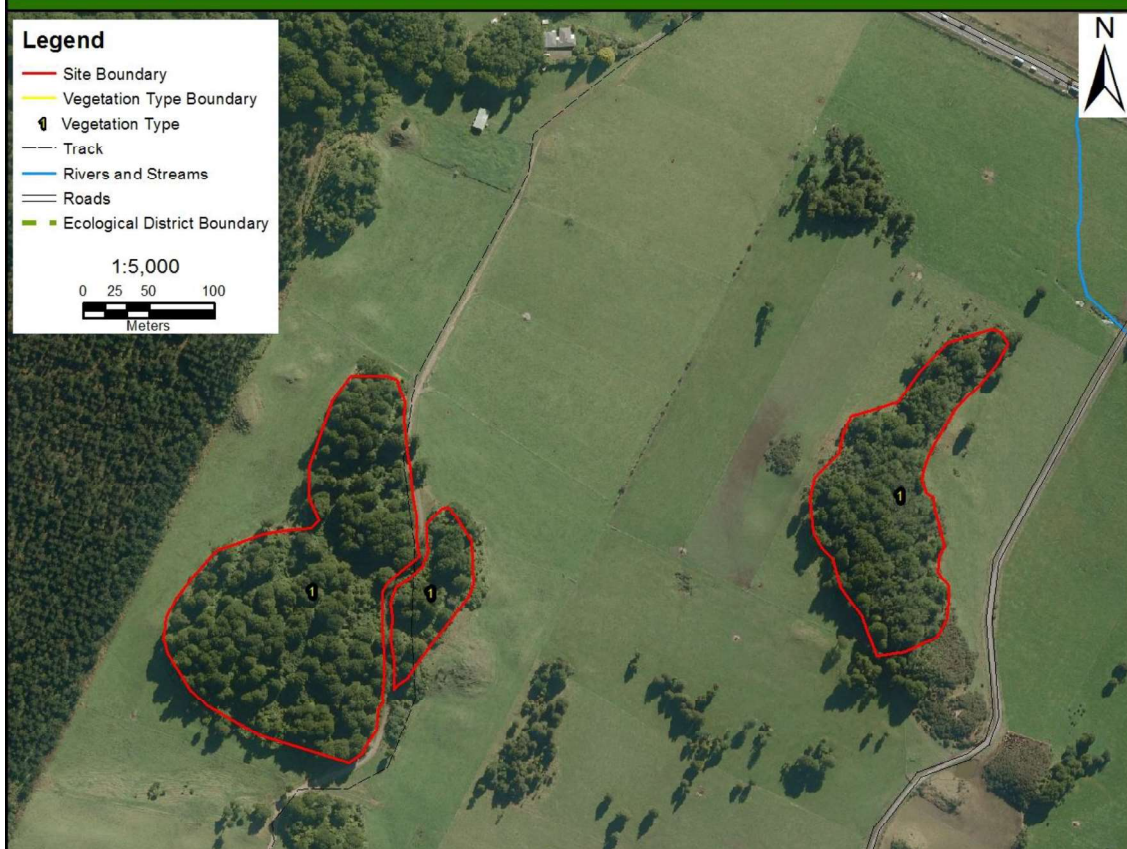 Legend
Site Boundary
Vegetation Type Boundary
1 Vegetation Type
Track
Rivers and Streams
Roads
Ecological District Boundary
1:5,000
0 25 50 100
Meters
N
1
1
1